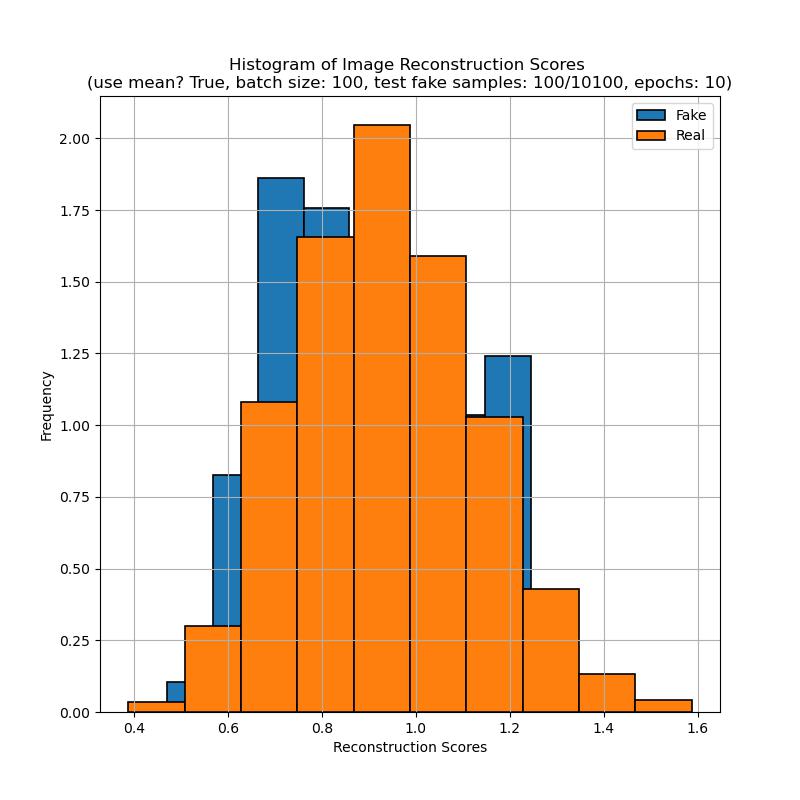 Histogram of Image Reconstruction Scores
(use mean? True, batch size: 100, test fake samples: 100/10100, epochs: 10)
Fake
Real
2.00
1.75
1.50
1.25
1.00
0.75
0.50
0.25
0.00
Frequency
0.4 0.6 0.8 1.0 1.2 1.4 1.6
Reconstruction Scores